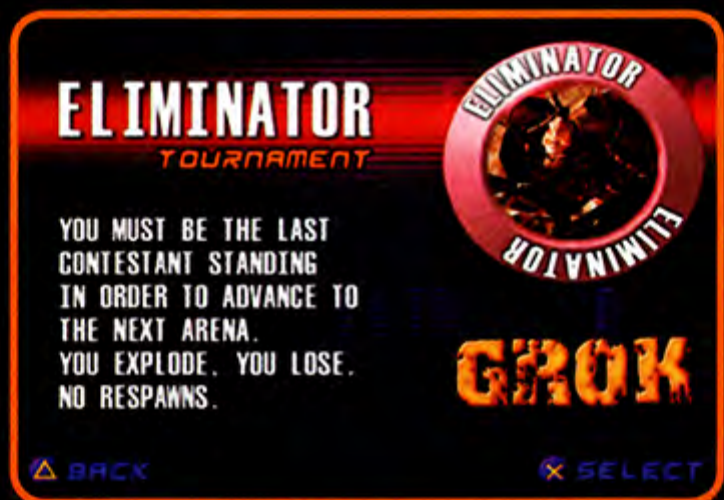 ELIMINATOR
TOURNAMENT
ELIMINATOR
ELIMINATOR
YOU MUST BE THE LAST
CONTESTANT STANDING
IN ORDER TO ADVANCE TO
THE NEXT ARENA.
YOU EXPLODE. YOU LOSE.
NO RESPAWNS.
GROK
BACK
SELECT